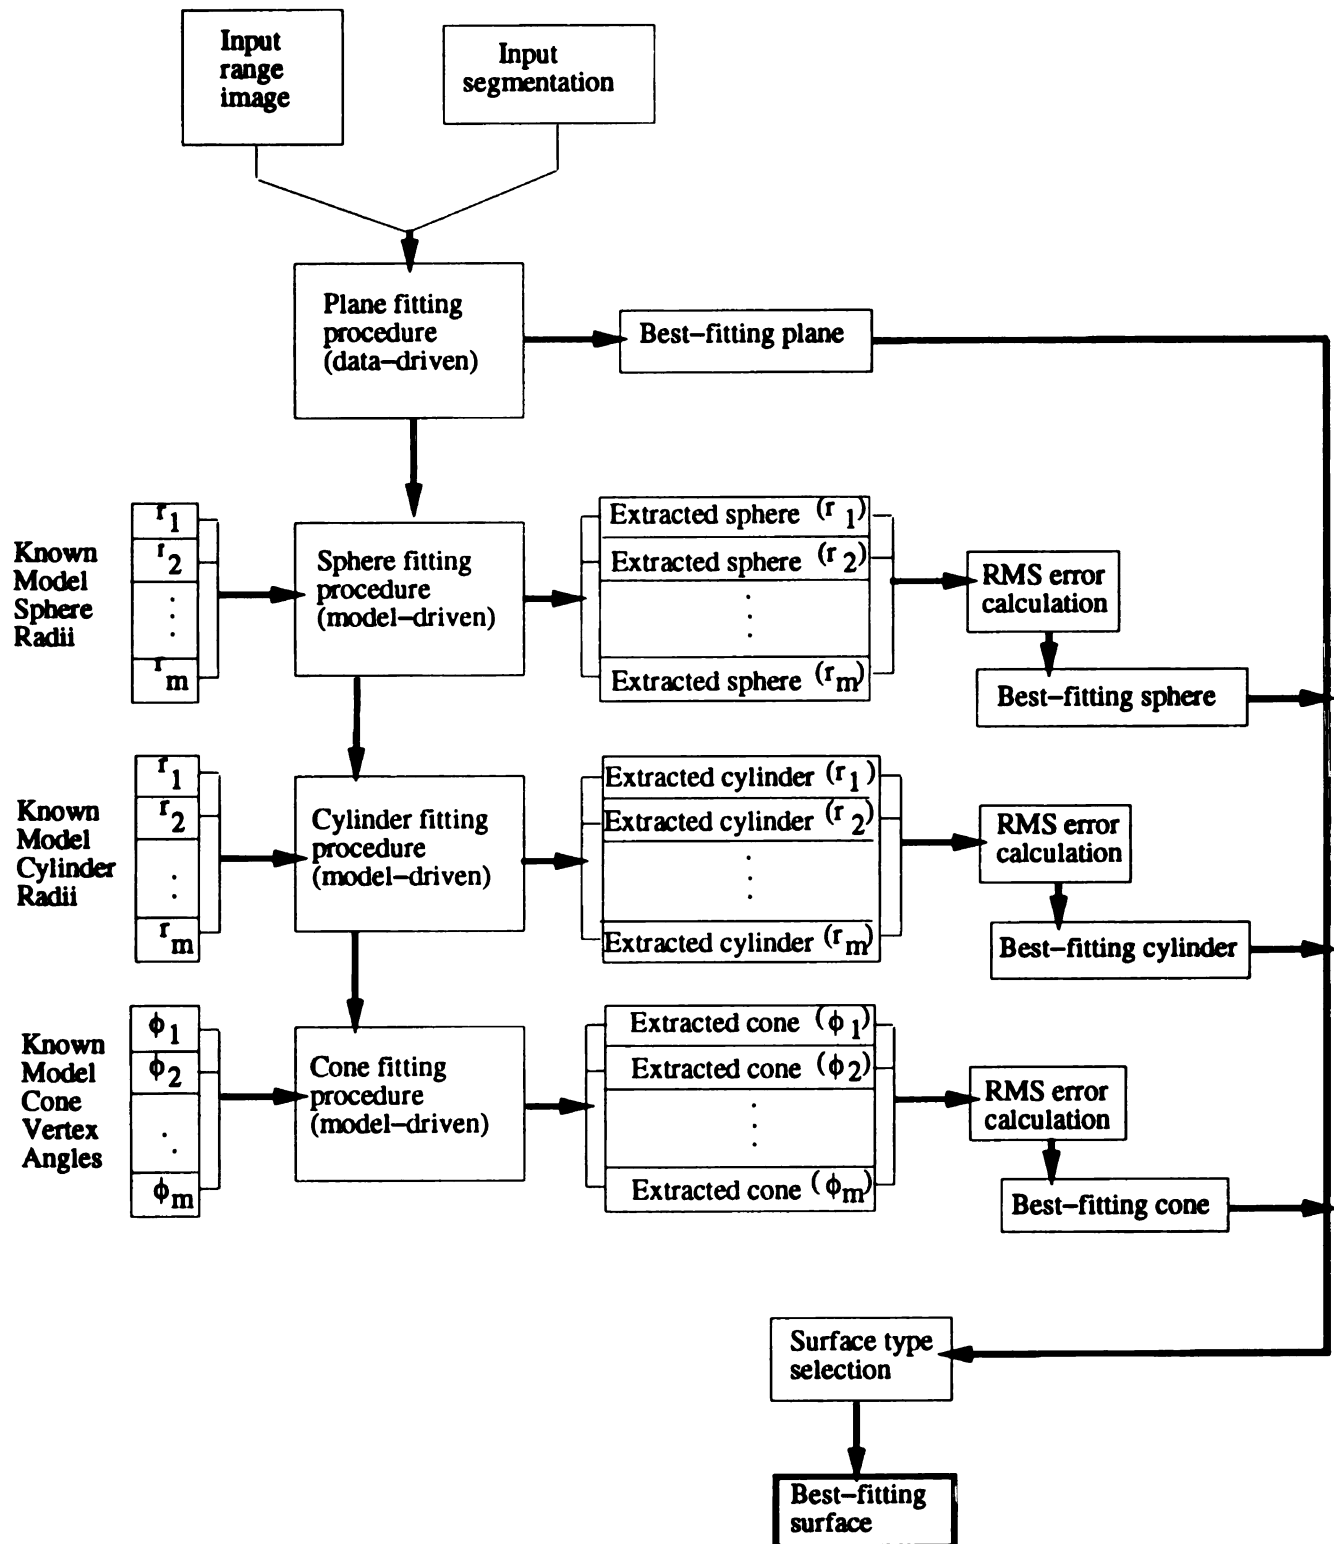 Input
range
image
Input
segmentation
Plane fitting
procedure
(data–driven)
Best–fitting plane
Known
Model
Sphere
Radii
r1
r2
rm
Sphere fitting
procedure
(model–driven)
Extracted sphere (r1)
Extracted sphere (r2)
Extracted sphere (rm)
RMS error
calculation
Best–fitting sphere
Known
Model
Cylinder
Radii
r1
r2
rm
Cylinder fitting
procedure
(model–driven)
Extracted cylinder (r1)
Extracted cylinder (r2)
Extracted cylinder (rm)
RMS error
calculation
Best–fitting cylinder
Known
Model
Cone
Vertex
Angles
ϕ1
ϕ2
ϕm
Cone fitting
procedure
(model–driven)
Extracted cone (ϕ1)
Extracted cone (ϕ2)
Extracted cone (ϕm)
RMS error
calculation
Best–fitting cone
Surface type
selection
Best–fitting
surface